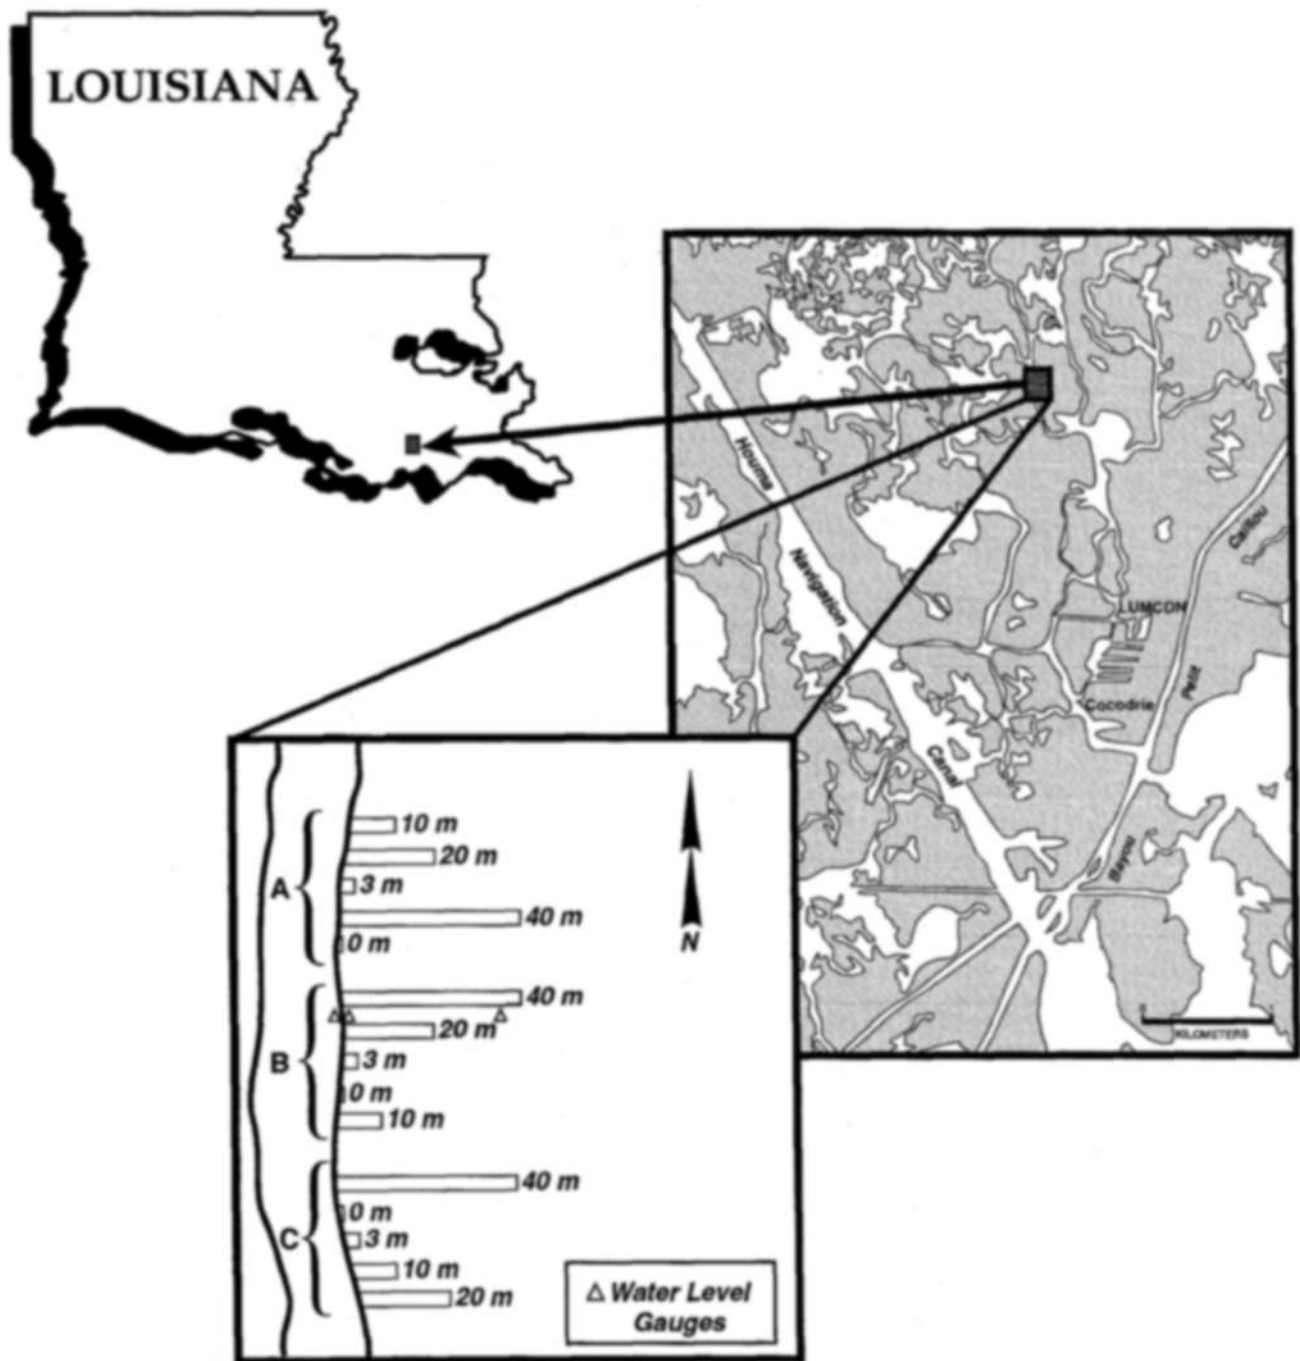 LOUISIANA
Houma
Navigation
Canal
Caillou
LUMCON
Petit
Cocodrie
Bayou
KILOMETERS
A
10 m
20 m
3 m
40 m
0 m
B
40 m
20 m
3 m
0 m
10 m
C
40 m
0 m
3 m
10 m
20 m
N
△ Water Level
Gauges